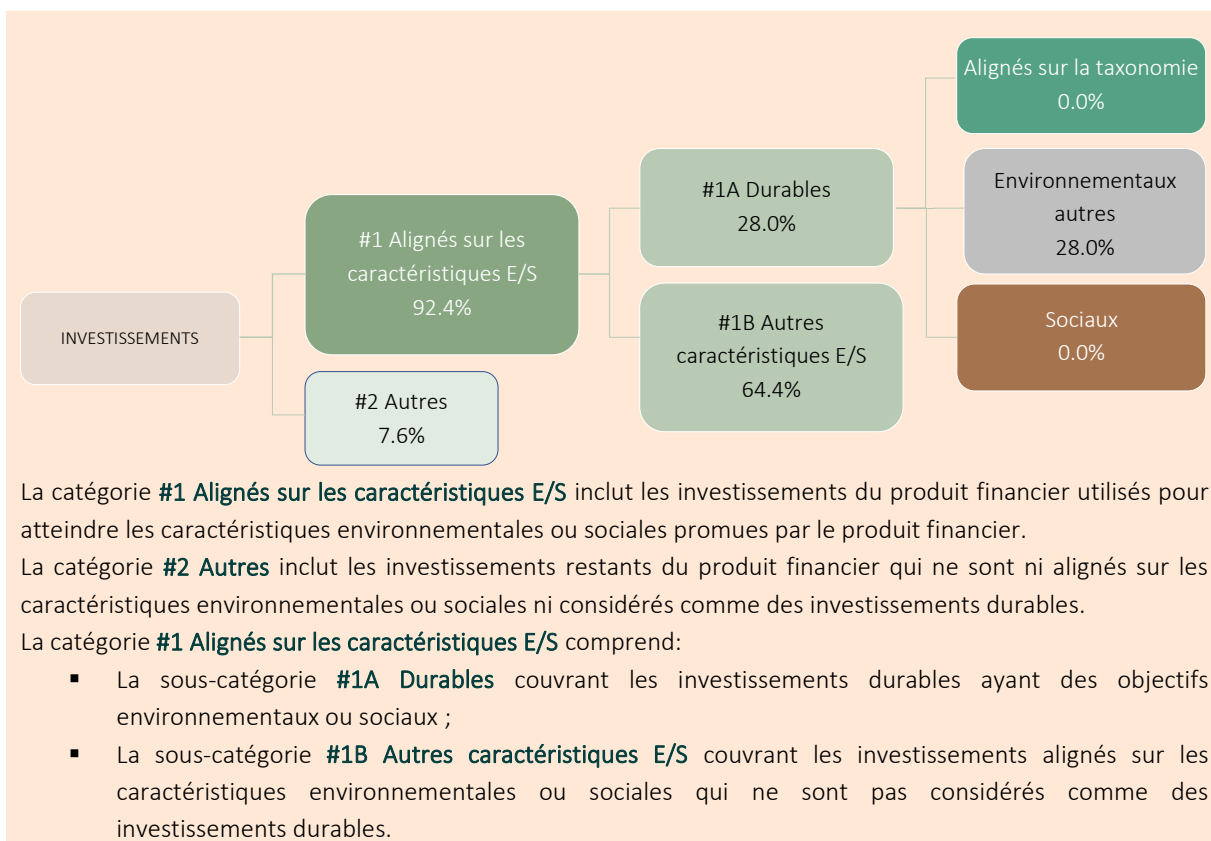 INVESTISSEMENTS
#1 Alignés sur les
caractéristiques E/S
92.4%
#2 Autres
7.6%
#1A Durables
28.0%
#1B Autres
caractéristiques E/S
64.4%
Alignés sur la taxonomie
0.0%
Environnementaux
autres
28.0%
Sociaux
0.0%
La catégorie #1 Alignés sur les caractéristiques E/S inclut les investissements du produit financier utilisés pour
atteindre les caractéristiques environnementales ou sociales promues par le produit financier.
La catégorie #2 Autres inclut les investissements restants du produit financier qui ne sont ni alignés sur les
caractéristiques environnementales ou sociales ni considérés comme des investissements durables.
La catégorie #1 Alignés sur les caractéristiques E/S comprend:
▪ La sous-catégorie #1A Durables couvrant les investissements durables ayant des objectifs
environnementaux ou sociaux ;
▪ La sous-catégorie #1B Autres caractéristiques E/S couvrant les investissements alignés sur les
caractéristiques environnementales ou sociales qui ne sont pas considérés comme des
investissements durables.